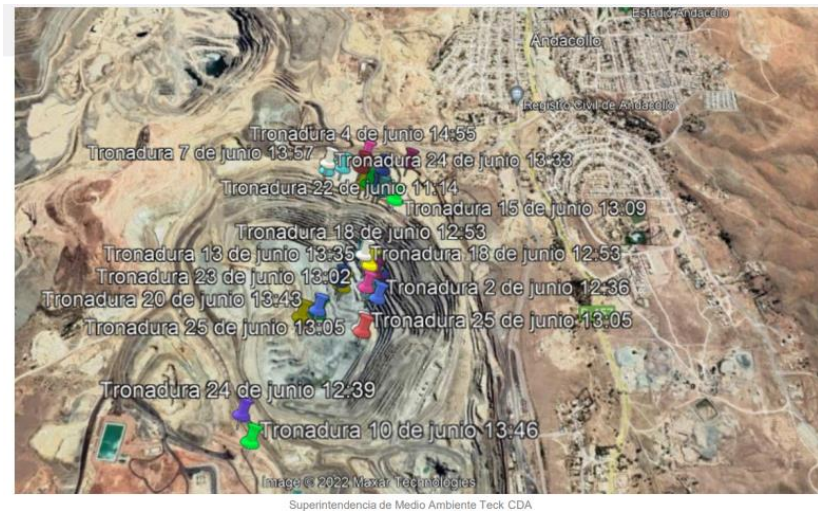 Estadio Andacollo
Andacollo
Registro Civil de Andacollo
Tronadura 4 de junio 14:55
Tronadura 7 de junio 13:57
Tronadura 24 de junio 13:33
Tronadura 22 de junio 11:14
Tronadura 15 de junio 13:09
Tronadura 18 de junio 12:53
Tronadura 13 de junio 13:35
Tronadura 18 de junio 12:53
Tronadura 23 de junio 13:02
Tronadura 2 de junio 12:36
Tronadura 20 de junio 13:43
Tronadura 25 de junio 13:05
Tronadura 25 de junio 13:05
Tronadura 24 de junio 12:39
Tronadura 10 de junio 13:46
Image © 2022 Maxar Technologies
Superintendencia de Medio Ambiente Teck CDA